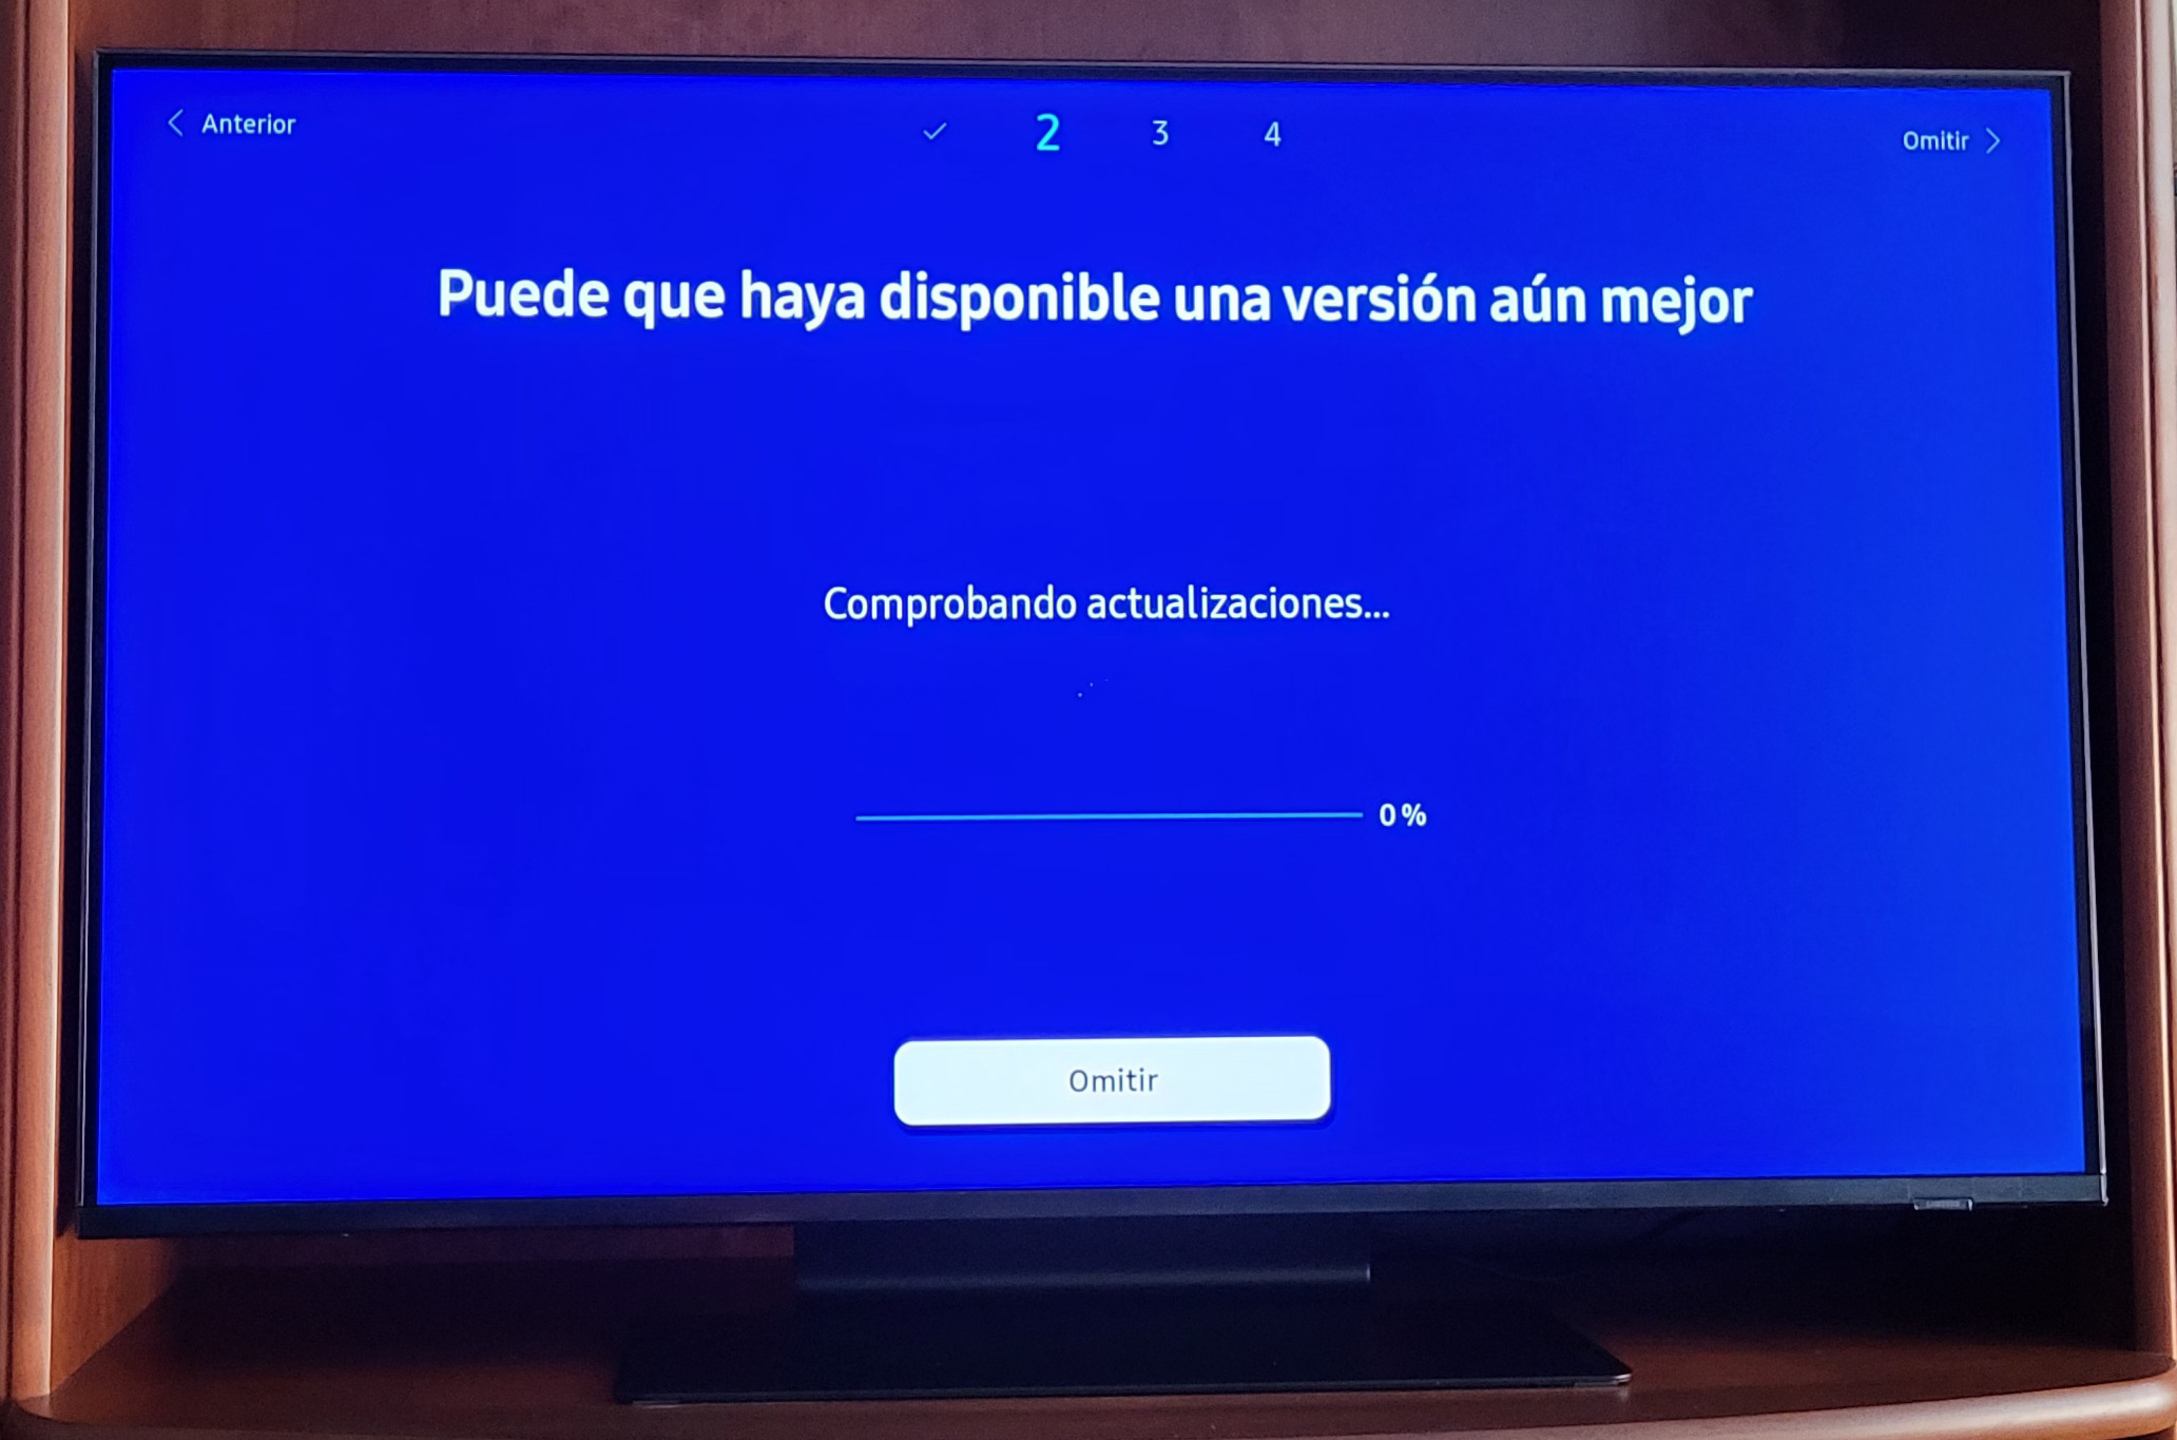 Anterior
2 3 4
Omitir
Puede que haya disponible una versión aún mejor
Comprobando actualizaciones...
0 %
Omitir